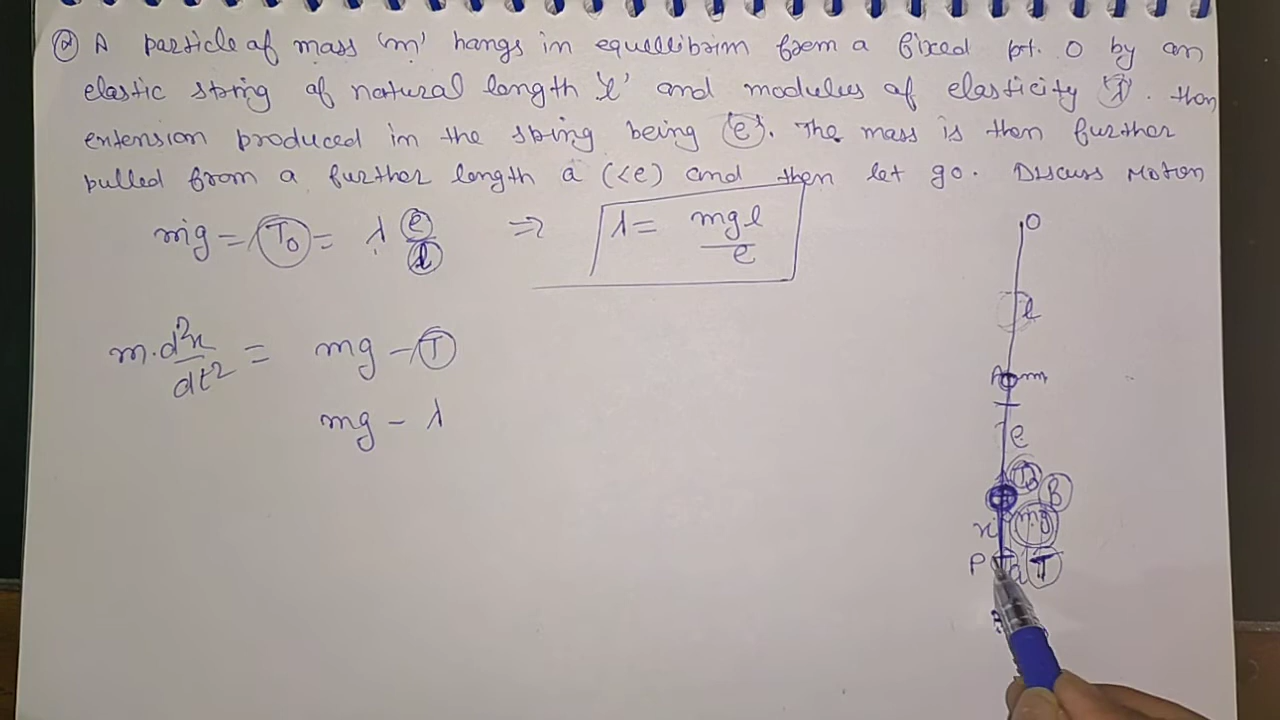 ② A particle of mass 'm' hangs in equillibrim from a fixed pt. O by an
elastic string of natural length 'l' and modulus of elasticity 'λ'. then
extension produced in the string being 'e'. The mass is then further
pulled from a further length a (<e) and then let go. Discuss Motion
mg = T₀ = λ e/l ⇒ λ = mgl/e
m.d²x/dt² = mg - T
mg - λ
O
l
A m
e
T₀ B
x mg
P a T